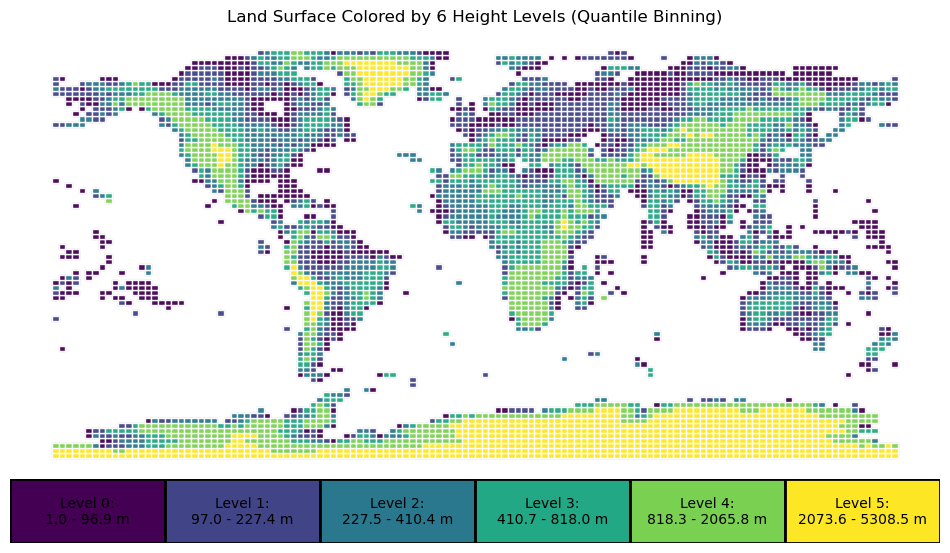 Land Surface Colored by 6 Height Levels (Quantile Binning)
Level 0:
1.0 - 96.9 m
Level 1:
97.0 - 227.4 m
Level 2:
227.5 - 410.4 m
Level 3:
410.7 - 818.0 m
Level 4:
818.3 - 2065.8 m
Level 5:
2073.6 - 5308.5 m